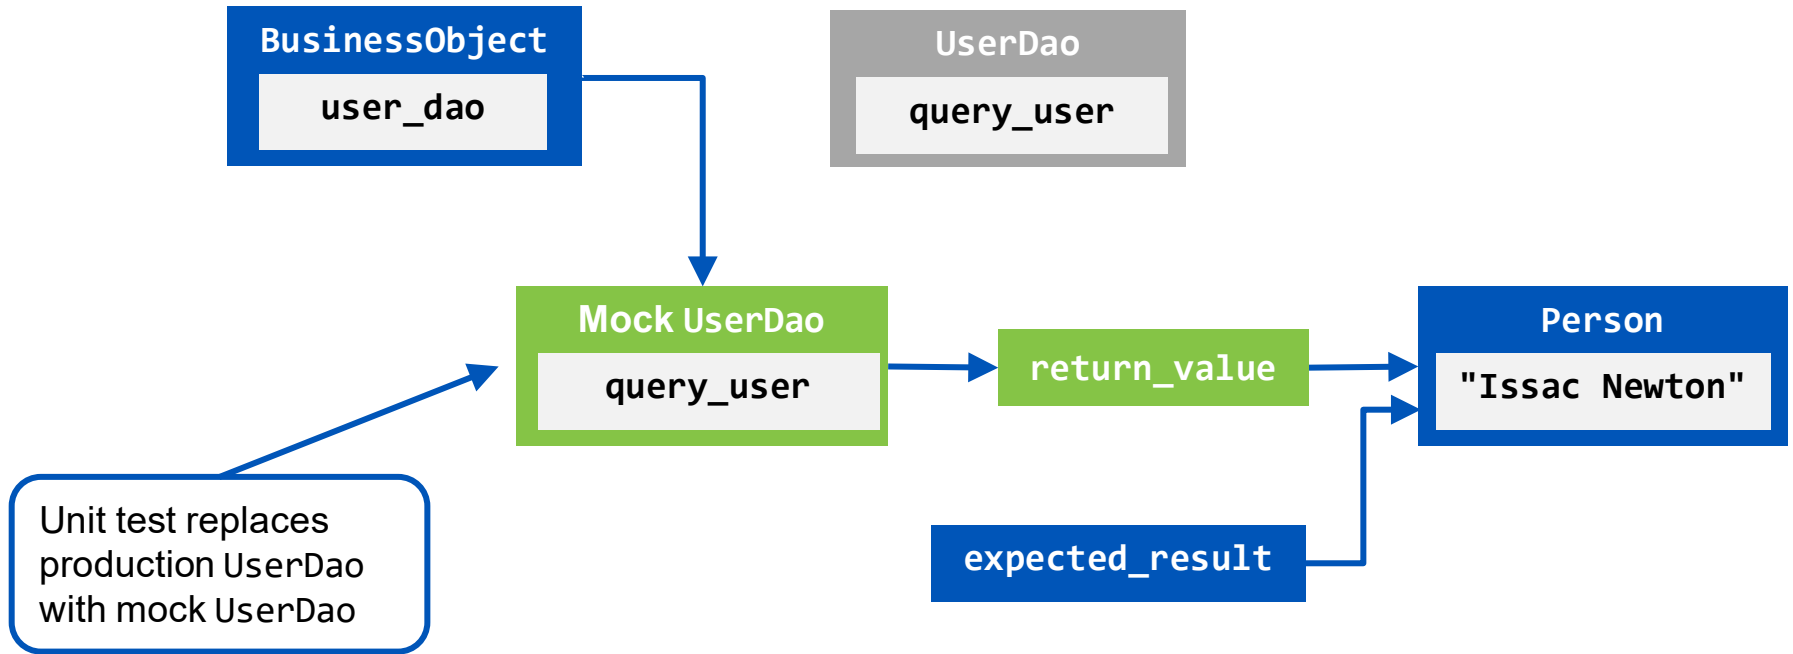 BusinessObject
user_dao
UserDao
query_user
Mock UserDao
query_user
return_value
Person
"Issac Newton"
Unit test replaces
production UserDao
with mock UserDao
expected_result